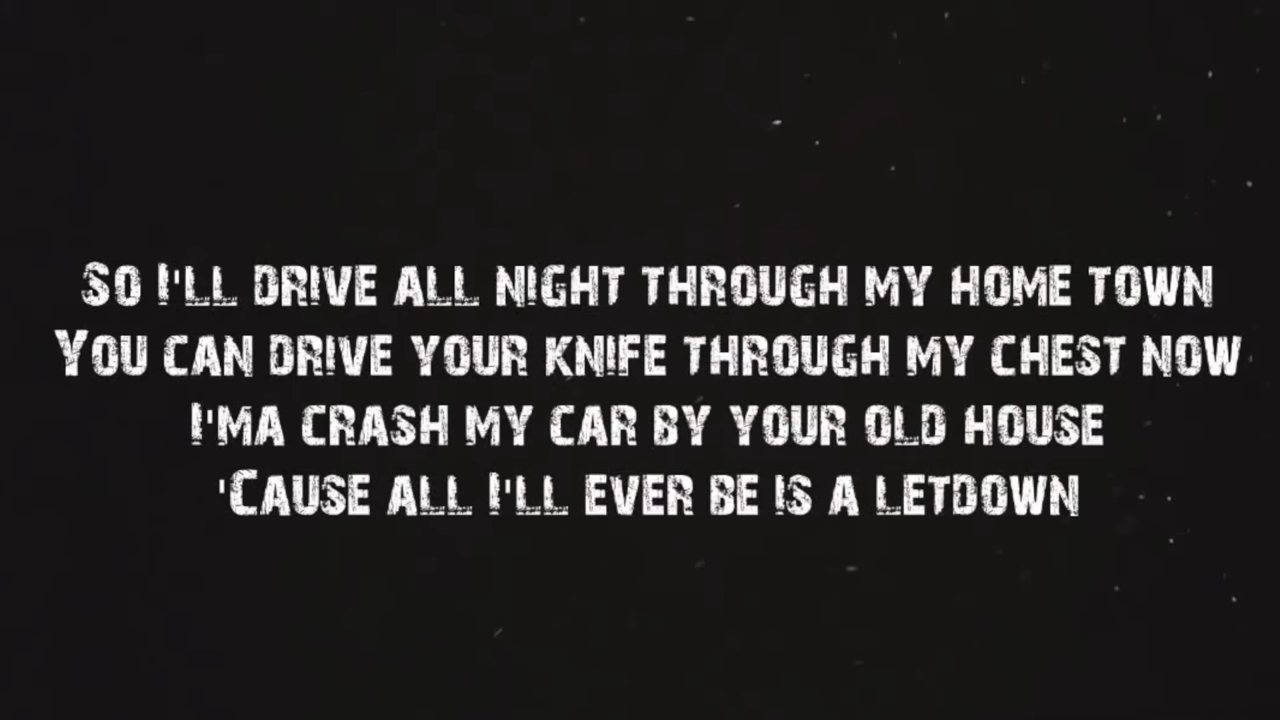 So I'll drive all night through my home town
You can drive your knife through my chest now
I'ma crash my car by your old house
'Cause all I'll ever be is a letdown